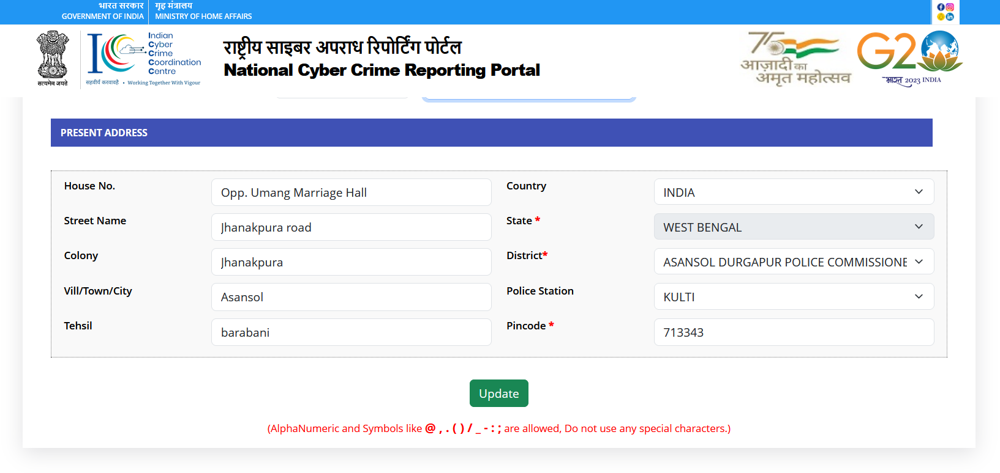 भारत सरकार
GOVERNMENT OF INDIA
गृह मंत्रालय
MINISTRY OF HOME AFFAIRS
सत्यमेव जयते
Indian
Cyber
Crime
Coordination
Centre
सहवीर्यं करवावहै • Working Together With Vigour
राष्ट्रीय साइबर अपराध रिपोर्टिंग पोर्टल
National Cyber Crime Reporting Portal
75
आज़ादी का
अमृत महोत्सव
G20
भारत 2023 INDIA
PRESENT ADDRESS
House No. Opp. Umang Marriage Hall Country INDIA
Street Name Jhanakpura road State * WEST BENGAL
Colony Jhanakpura District* ASANSOL DURGAPUR POLICE COMMISSIONE
Vill/Town/City Asansol Police Station KULTI
Tehsil barabani Pincode * 713343
Update
(AlphaNumeric and Symbols like @ , . ( ) / _ - : ; are allowed, Do not use any special characters.)